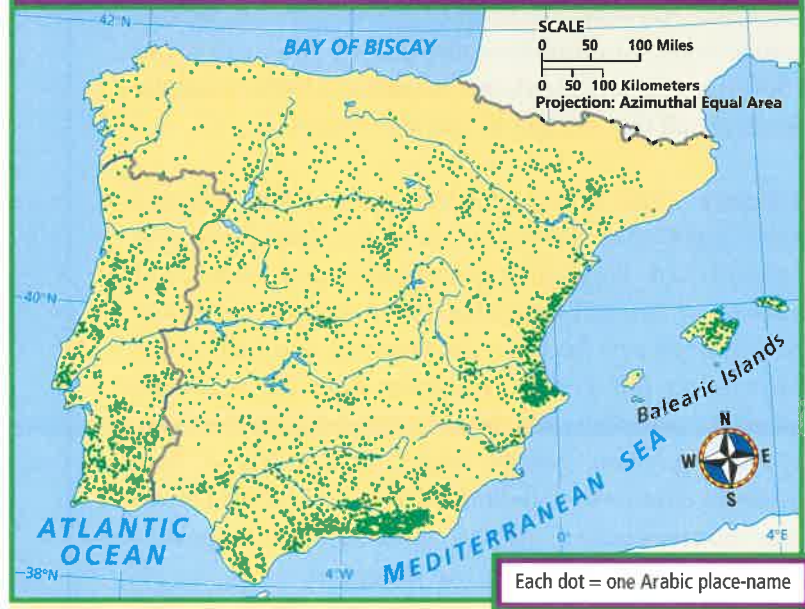 42°N
BAY OF BISCAY
SCALE
0 50 100 Miles
0 50 100 Kilometers
Projection: Azimuthal Equal Area
40°N
Balearic Islands
N
W E
S
MEDITERRANEAN SEA
ATLANTIC
OCEAN
38°N
4°W
0°
4°E
Each dot = one Arabic place-name